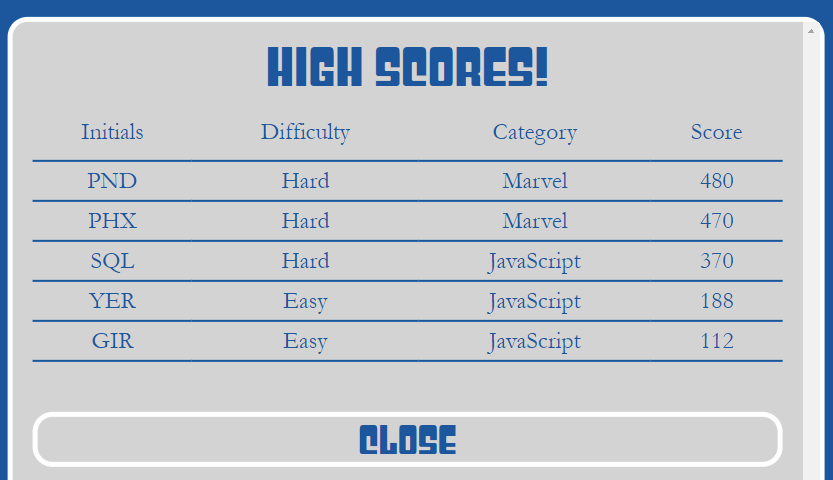 HIGH SCORES!
Initials Difficulty Category Score
PND Hard Marvel 480
PHX Hard Marvel 470
SQL Hard JavaScript 370
YER Easy JavaScript 188
GIR Easy JavaScript 112
CLOSE